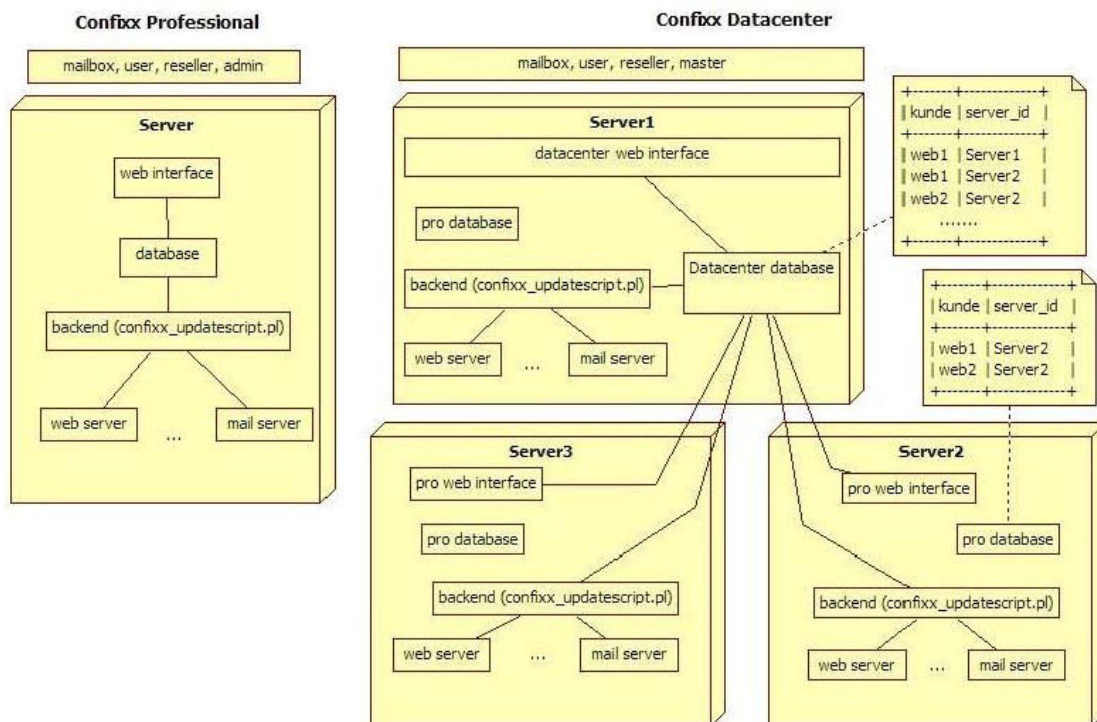 Confixx Professional
mailbox, user, reseller, admin
Server
web interface
database
backend (confixx_updatescript.pl)
web server
...
mail server
Confixx Datacenter
mailbox, user, reseller, master
Server1
datacenter web interface
pro database
Datacenter database
backend (confixx_updatescript.pl)
web server
...
mail server
+-------+------------+
| kunde | server_id |
+-------+------------+
| web1 | Server1 |
| web1 | Server2 |
| web2 | Server2 |
.......
+-------+------------+
+-------+------------+
| kunde | server_id |
+-------+------------+
| web1 | Server2 |
| web2 | Server2 |
+-------+------------+
Server3
pro web interface
pro database
backend (confixx_updatescript.pl)
web server
...
mail server
Server2
pro web interface
pro database
backend (confixx_updatescript.pl)
web server
...
mail server